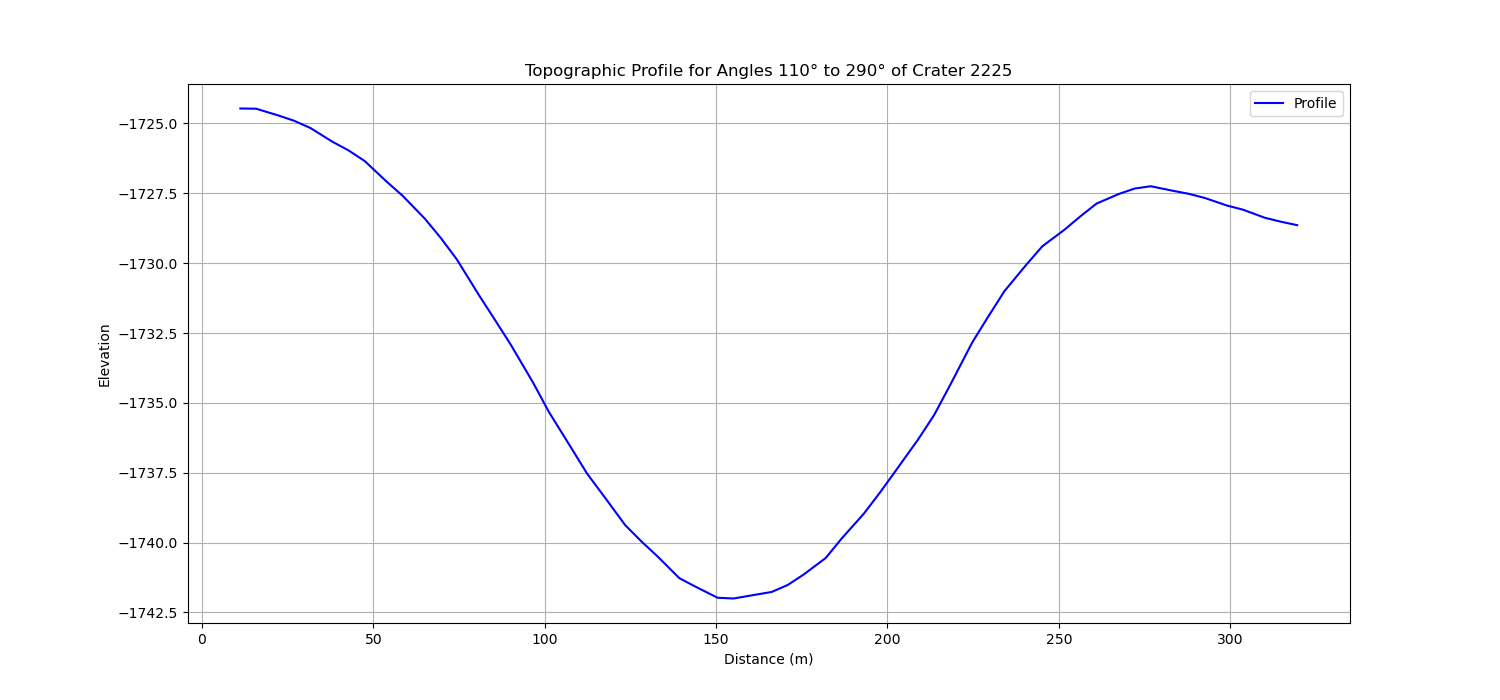 Topographic Profile for Angles 110° to 290° of Crater 2225
Profile
−1725.0
−1727.5
−1730.0
−1732.5
−1735.0
−1737.5
−1740.0
−1742.5
Elevation
0 50 100 150 200 250 300
Distance (m)